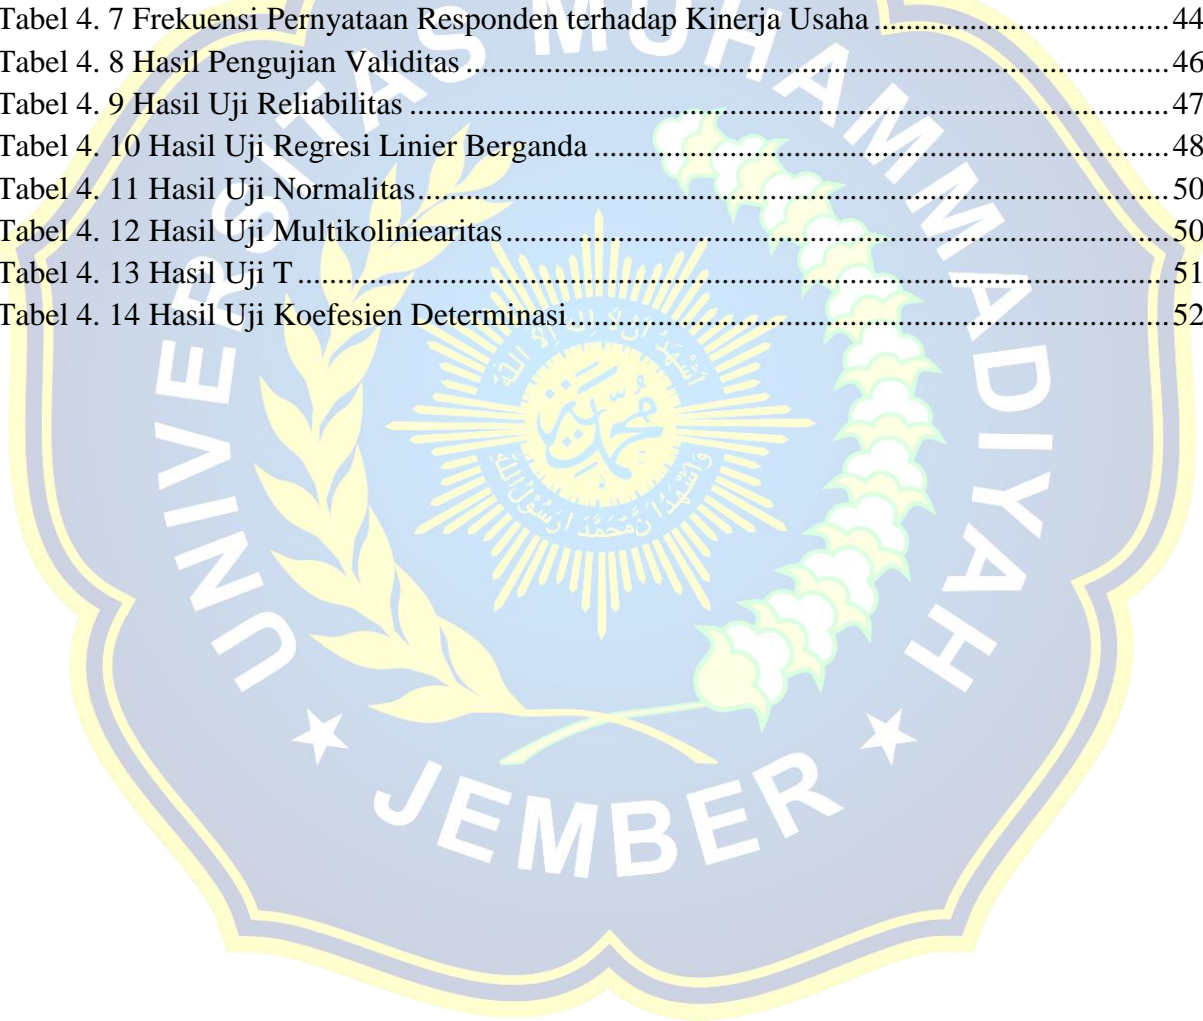 Tabel 4. 7 Frekuensi Pernyataan Responden terhadap Kinerja Usaha ........................................ 44
Tabel 4. 8 Hasil Pengujian Validitas ........................................ 46
Tabel 4. 9 Hasil Uji Reliabilitas ........................................ 47
Tabel 4. 10 Hasil Uji Regresi Linier Berganda ........................................ 48
Tabel 4. 11 Hasil Uji Normalitas ........................................ 50
Tabel 4. 12 Hasil Uji Multikoliniearitas ........................................ 50
Tabel 4. 13 Hasil Uji T ........................................ 51
Tabel 4. 14 Hasil Uji Koefesien Determinasi ........................................ 52
UNIVERSITAS MUHAMMADIYAH
JEMBER